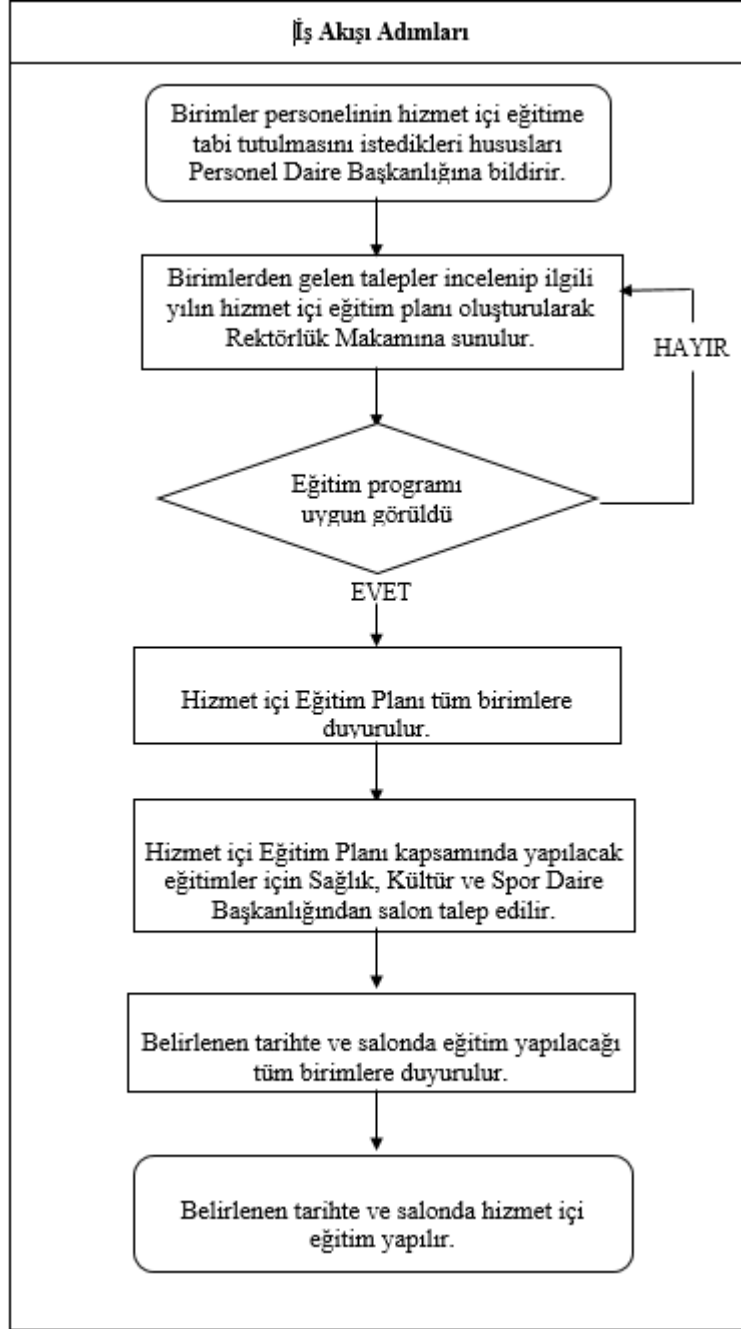 İş Akışı Adımları
Birimler personelinin hizmet içi eğitime
tabi tutulmasını istedikleri hususları
Personel Daire Başkanlığına bildirir.
Birimlerden gelen talepler incelenip ilgili
yılın hizmet içi eğitim planı oluşturularak
Rektörlük Makamına sunulur.
HAYIR
Eğitim programı
uygun görüldü
EVET
Hizmet içi Eğitim Planı tüm birimlere
duyurulur.
Hizmet içi Eğitim Planı kapsamında yapılacak
eğitimler için Sağlık, Kültür ve Spor Daire
Başkanlığından salon talep edilir.
Belirlenen tarihte ve salonda eğitim yapılacağı
tüm birimlere duyurulur.
Belirlenen tarihte ve salonda hizmet içi
eğitim yapılır.